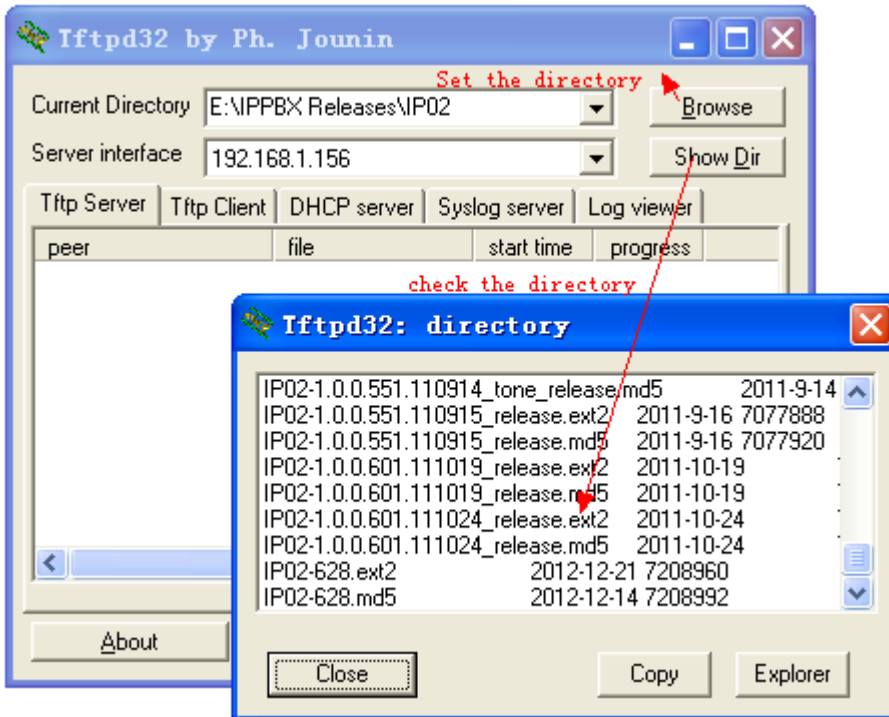 Tftpd32 by Ph. Jounin
Set the directory
Current Directory E:\IPPBX Releases\IP02 Browse
Server interface 192.168.1.156 Show Dir
Tftp Server Tftp Client DHCP server Syslog server Log viewer
peer file start time progress
check the directory
Tftpd32: directory
IP02-1.0.0.551.110914_tone_release.md5 2011-9-14
IP02-1.0.0.551.110915_release.ext2 2011-9-16 7077888
IP02-1.0.0.551.110915_release.md5 2011-9-16 7077920
IP02-1.0.0.601.111019_release.ext2 2011-10-19
IP02-1.0.0.601.111019_release.md5 2011-10-19
IP02-1.0.0.601.111024_release.ext2 2011-10-24
IP02-1.0.0.601.111024_release.md5 2011-10-24
IP02-628.ext2 2012-12-21 7208960
IP02-628.md5 2012-12-14 7208992
About
Close Copy Explorer